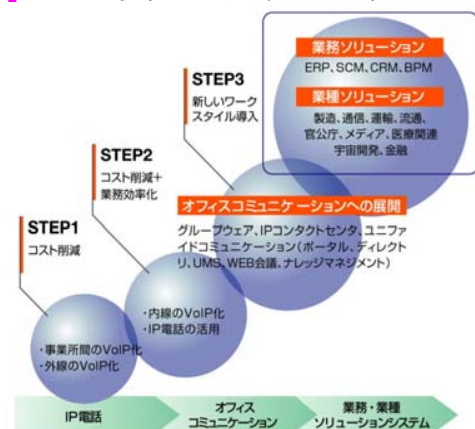 業務ソリューション
ERP、SCM、CRM、BPM
業種ソリューション
製造、通信、運輸、流通、
官公庁、メディア、医療関連
宇宙開発、金融
STEP3
新しいワーク
スタイル導入
STEP2
コスト削減+
業務効率化
オフィスコミュニケーションへの展開
グループウェア、IPコンタクトセンタ、ユニファ
イドコミュニケーション(ポータル、ディレクト
リ、UMS、WEB会議、ナレッジマネジメント)
STEP1
コスト削減
・内線のVoIP化
・IP電話の活用
・事業所間のVoIP化
・外線のVoIP化
IP電話
オフィス
コミュニケーション
業務・業種
ソリューションシステム